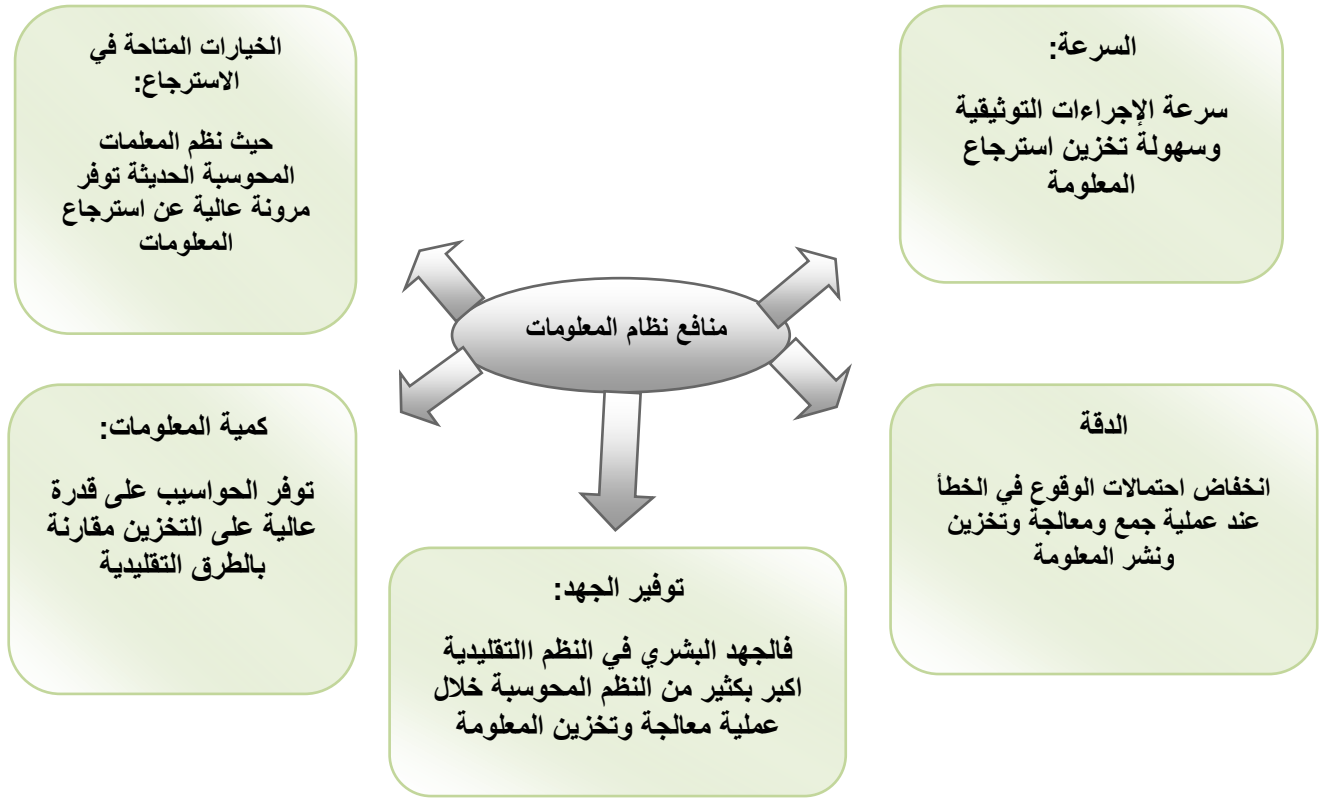 منافع نظام المعلومات
السرعة:
سرعة الإجراءات التوثيقية
وسهولة تخزين استرجاع
المعلومة
الخيارات المتاحة في
الاسترجاع:
حيث نظم المعلمات
المحوسبة الحديثة توفر
مرونة عالية عن استرجاع
المعلومات
الدقة
انخفاض احتمالات الوقوع في الخطأ
عند عملية جمع ومعالجة وتخزين
ونشر المعلومة
كمية المعلومات:
توفر الحواسيب على قدرة
عالية على التخزين مقارنة
بالطرق التقليدية
توفير الجهد:
فالجهد البشري في النظم االتقليدية
اكبر بكثير من النظم المحوسبة خلال
عملية معالجة وتخزين المعلومة